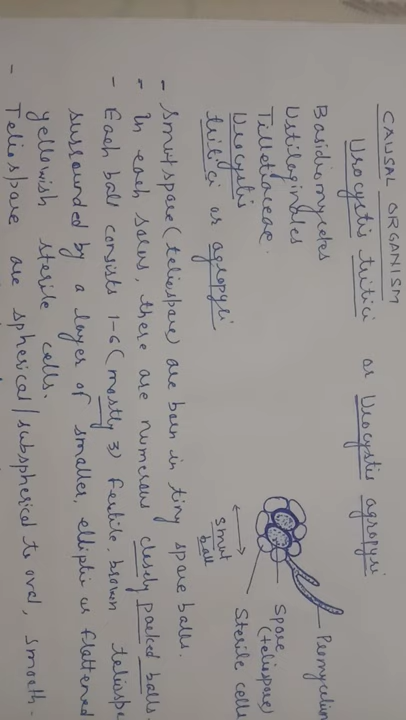 CAUSAL ORGANISM
Urocystis tritici or Urocystis agropyri
Basidiomycetes
Ustilaginales
Tilletiaceae.
Urocystis
tritici or agropyri
Promycelium
Spore
(teliospore)
Sterile cells
Smut
ball
- Smutspore (teliospore) are born in tiny spore balls.
- In each sorus, there are numerous closely packed balls.
- Each ball consists 1-6 (mostly 3) fertile, brown teliospo
surrounded by a layer of smaller, elliptic or flattened
yellowish sterile cells.
- Teliospore are spherical/subspherical to oval, smooth-